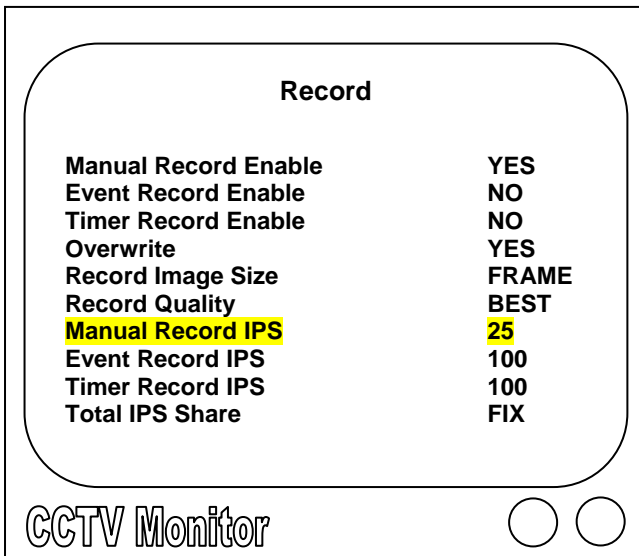 Record
Manual Record Enable YES
Event Record Enable NO
Timer Record Enable NO
Overwrite YES
Record Image Size FRAME
Record Quality BEST
Manual Record IPS 25
Event Record IPS 100
Timer Record IPS 100
Total IPS Share FIX
CCTV Monitor